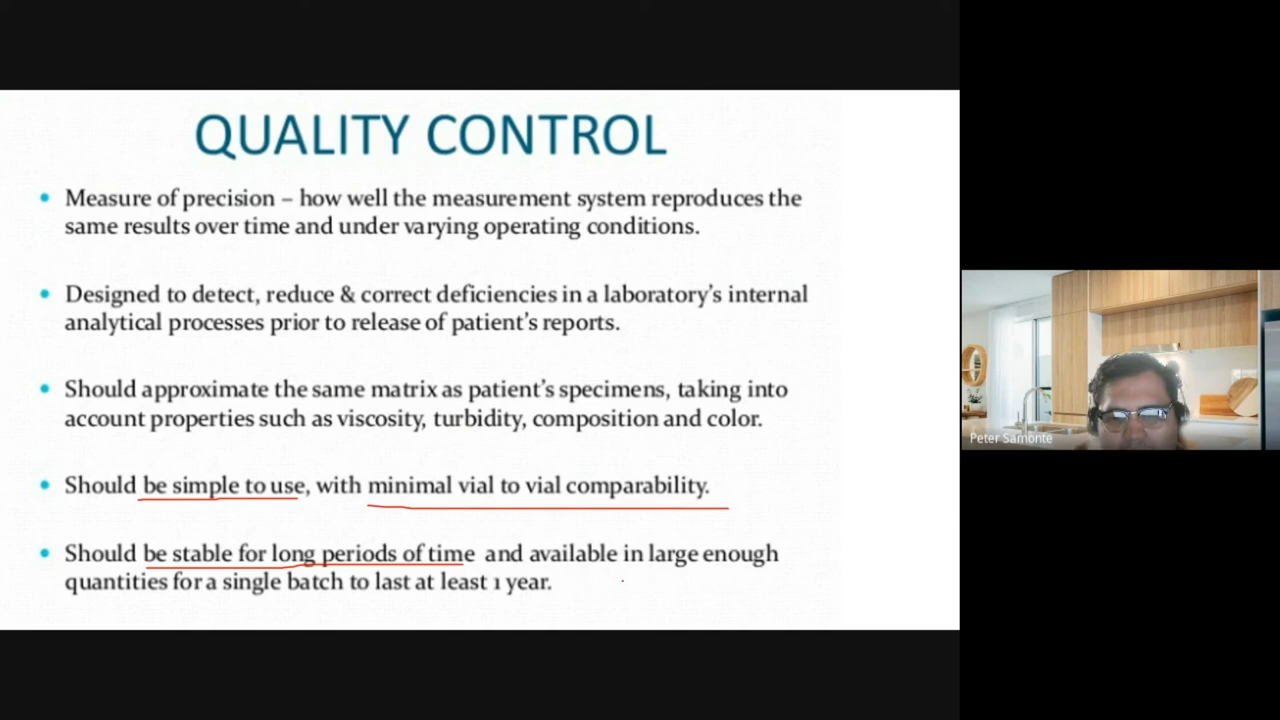 QUALITY CONTROL
• Measure of precision – how well the measurement system reproduces the
same results over time and under varying operating conditions.
• Designed to detect, reduce & correct deficiencies in a laboratory's internal
analytical processes prior to release of patient's reports.
• Should approximate the same matrix as patient's specimens, taking into
account properties such as viscosity, turbidity, composition and color.
• Should be simple to use, with minimal vial to vial comparability.
• Should be stable for long periods of time and available in large enough
quantities for a single batch to last at least 1 year.
Peter Samonte